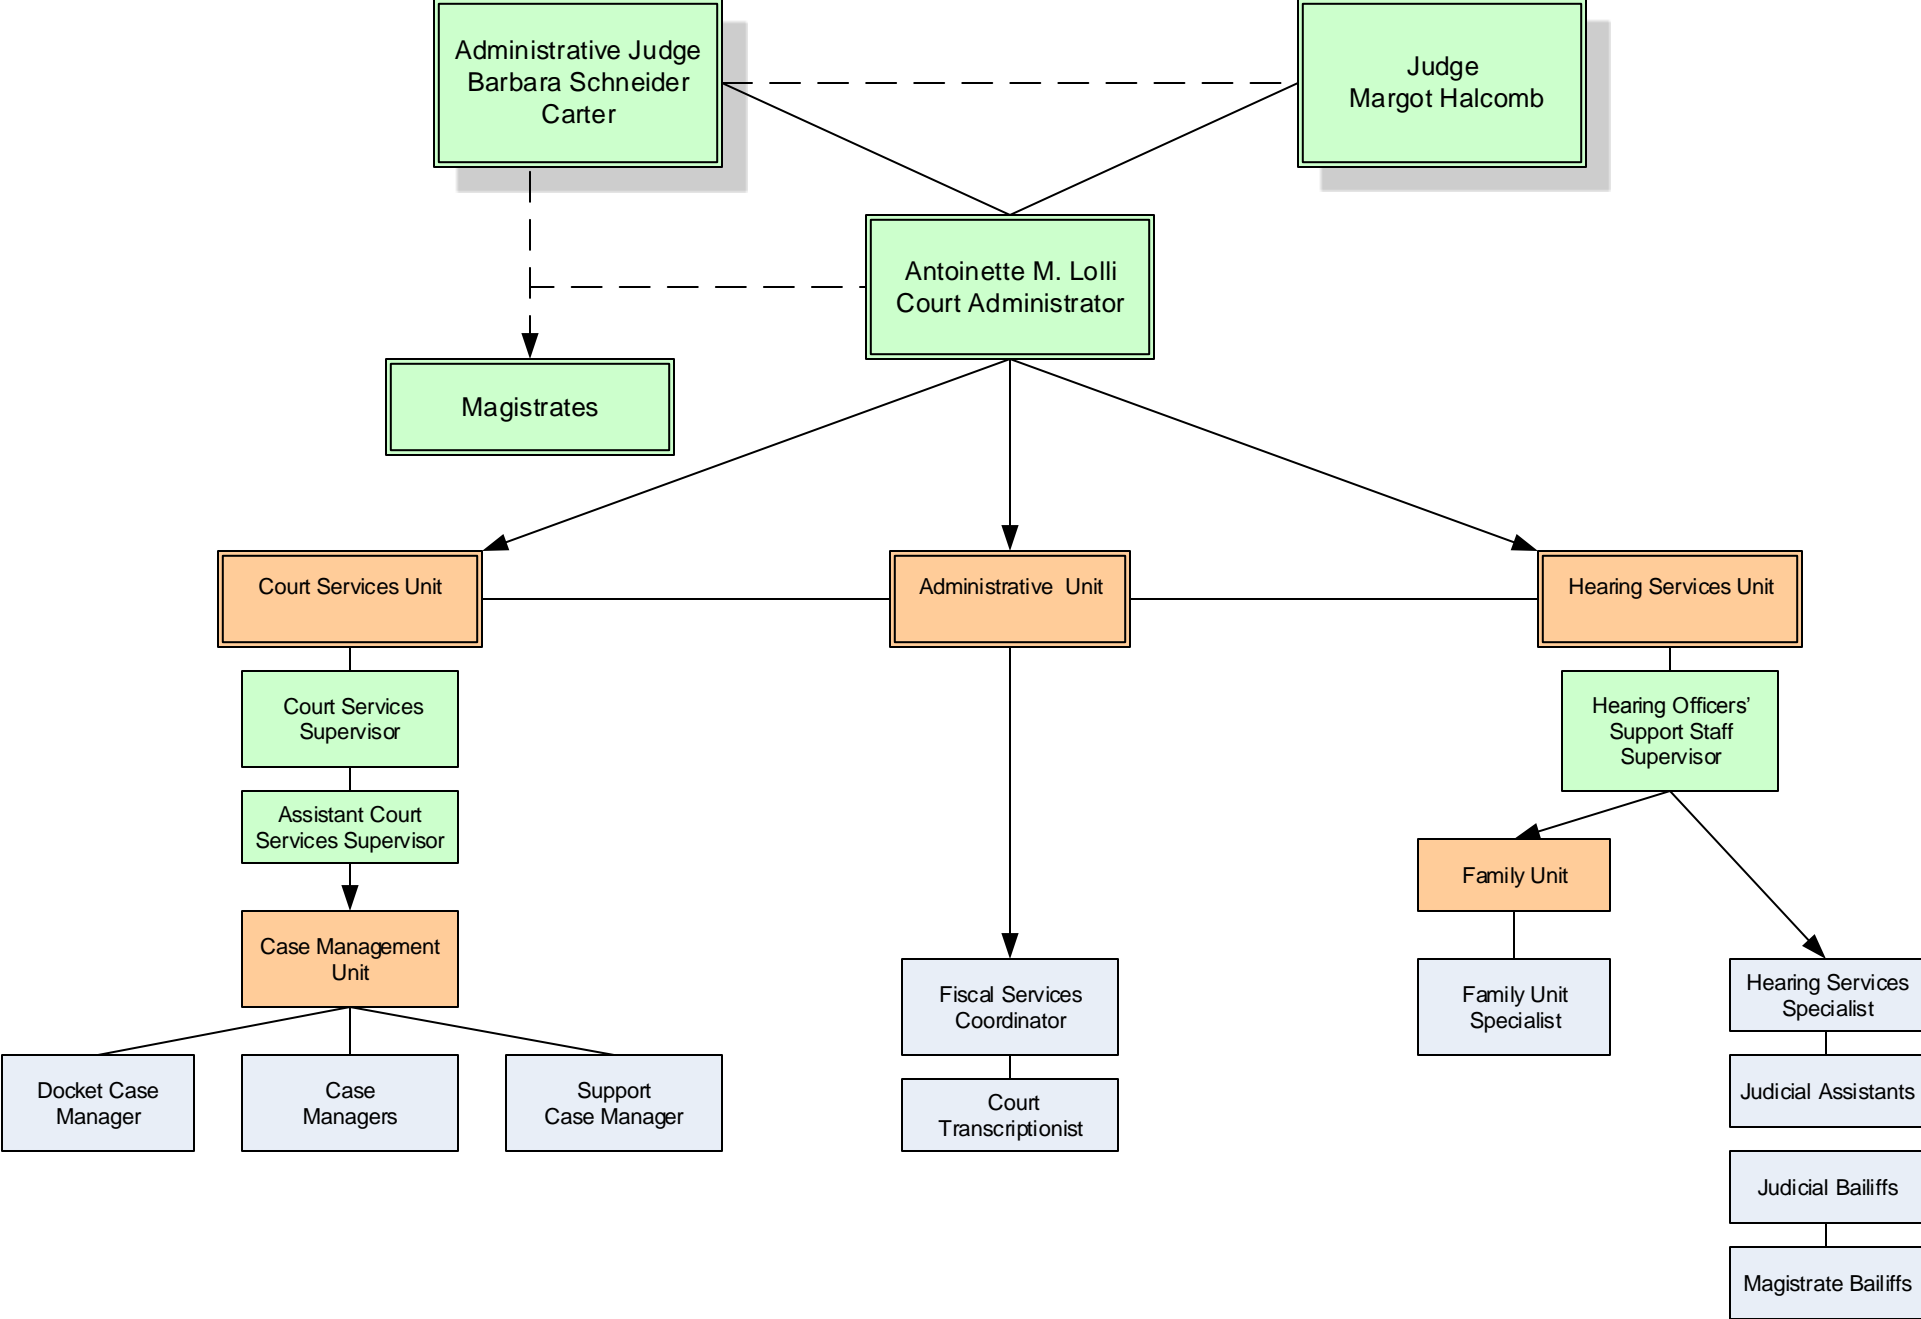 Administrative Judge
Barbara Schneider
Carter
Judge
Margot Halcomb
Antoinette M. Lolli
Court Administrator
Magistrates
Court Services Unit
Administrative Unit
Hearing Services Unit
Court Services
Supervisor
Hearing Officers’
Support Staff
Supervisor
Assistant Court
Services Supervisor
Family Unit
Case Management
Unit
Fiscal Services
Coordinator
Family Unit
Specialist
Hearing Services
Specialist
Docket Case
Manager
Case
Managers
Support
Case Manager
Court
Transcriptionist
Judicial Assistants
Judicial Bailiffs
Magistrate Bailiffs